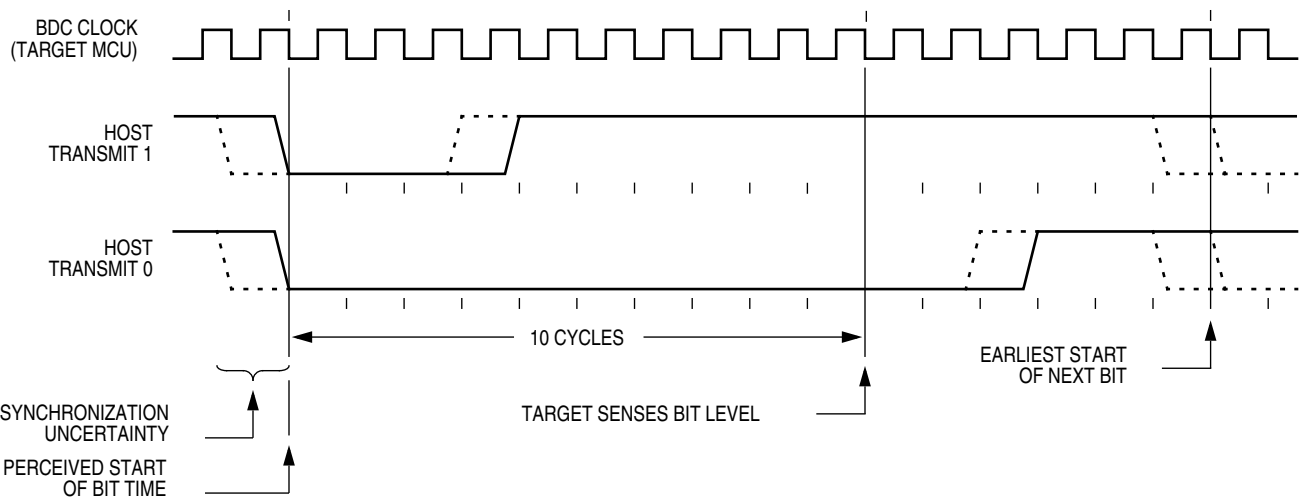 BDC CLOCK
(TARGET MCU)
HOST
TRANSMIT 1
HOST
TRANSMIT 0
10 CYCLES
EARLIEST START
OF NEXT BIT
SYNCHRONIZATION
UNCERTAINTY
TARGET SENSES BIT LEVEL
PERCEIVED START
OF BIT TIME